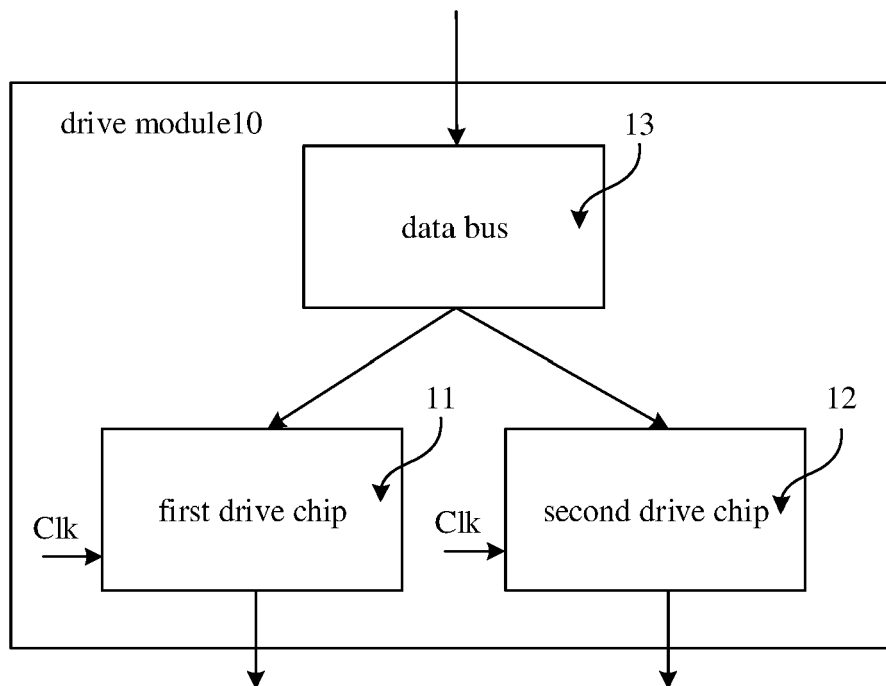 drive module10
13
data bus
11
12
first drive chip
second drive chip
Clk
Clk